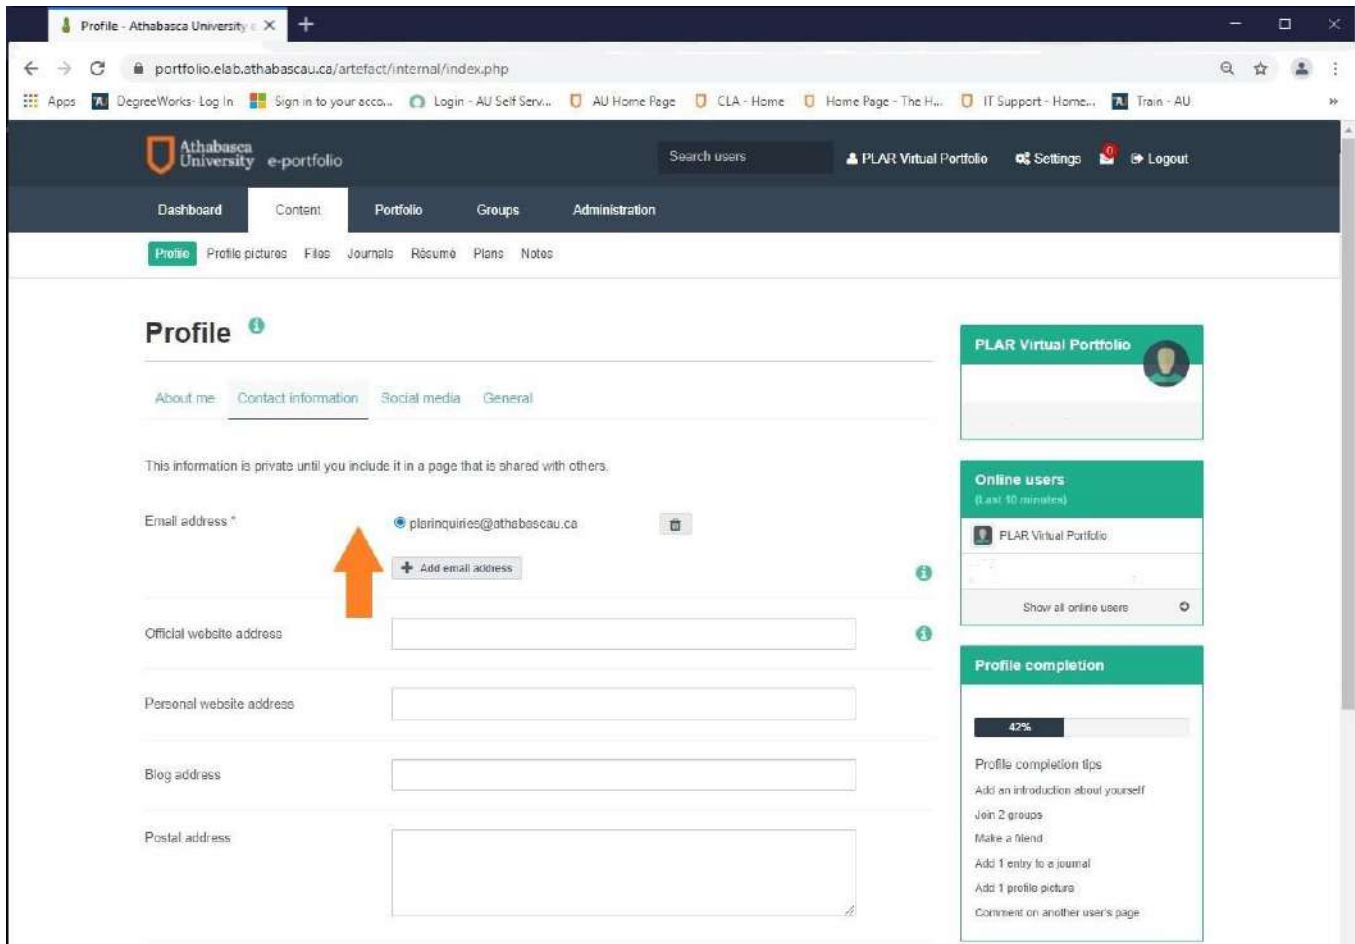 Profile - Athabasca University e
portfolio.elab.athabascau.ca/artefact/internal/index.php
Apps DegreeWorks- Log In Sign in to your acco... Login - AU Self Serv... AU Home Page CLA - Home Home Page - The H... IT Support - Home... Train - AU
Athabasca University e-portfolio
Search users
PLAR Virtual Portfolio Settings 0 Logout
Dashboard Content Portfolio Groups Administration
Profile Profile pictures Files Journals Résumé Plans Notes
Profile
About me Contact information Social media General
This information is private until you include it in a page that is shared with others.
Email address *
plarinquiries@athabascau.ca
Add email address
Official website address
Personal website address
Blog address
Postal address
PLAR Virtual Portfolio
Online users
(Last 10 minutes)
PLAR Virtual Portfolio
Show all online users
Profile completion
42%
Profile completion tips
Add an introduction about yourself
Join 2 groups
Make a friend
Add 1 entry to a journal
Add 1 profile picture
Comment on another user's page